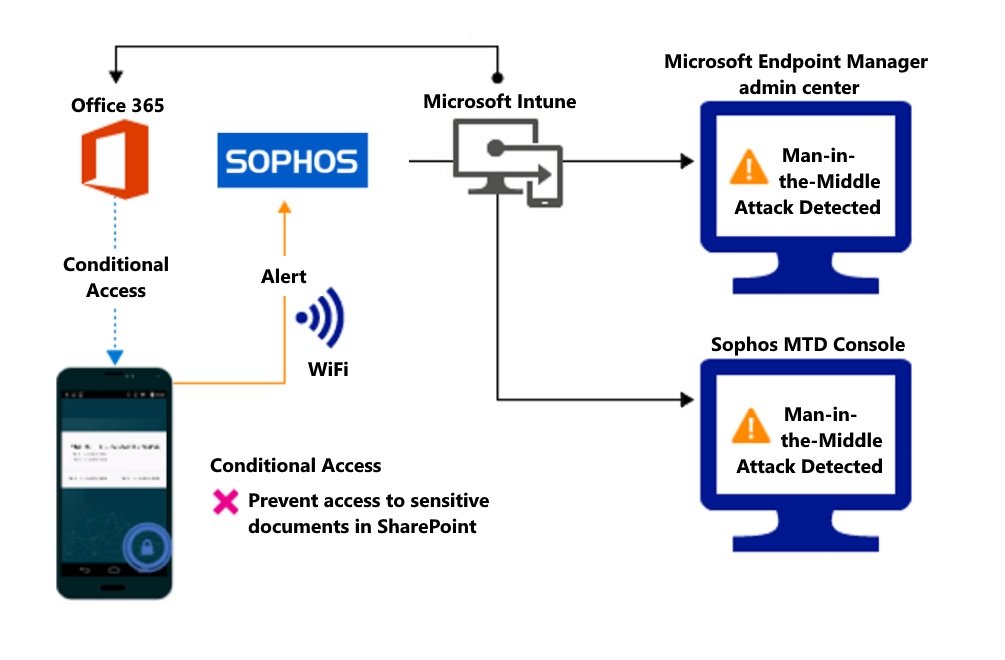 Microsoft Endpoint Manager
admin center
Office 365
Microsoft Intune
SOPHOS
Man-in-
the-Middle
Attack Detected
Conditional
Access
Alert
WiFi
Sophos MTD Console
Man-in-
the-Middle
Attack Detected
Conditional Access
Prevent access to sensitive
documents in SharePoint